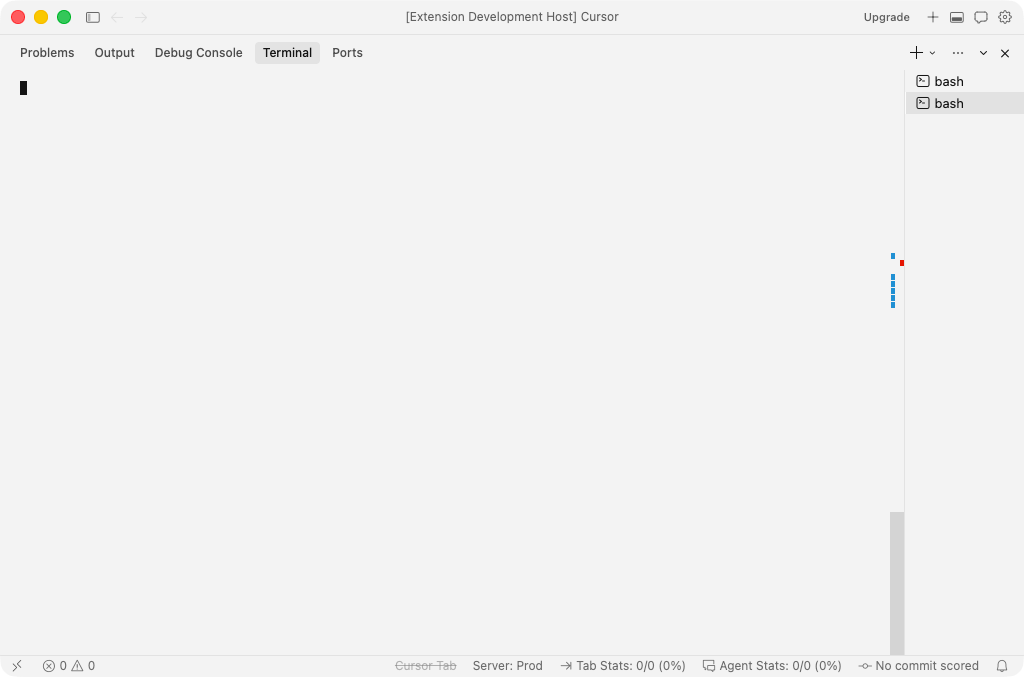 [Extension Development Host] Cursor
Upgrade
Problems Output Debug Console Terminal Ports
bash
bash
0 0
Cursor Tab
Server: Prod
Tab Stats: 0/0 (0%)
Agent Stats: 0/0 (0%)
No commit scored